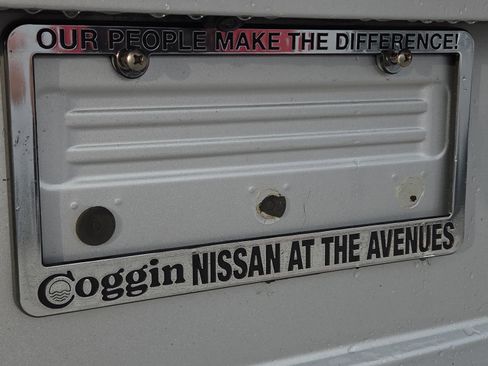 OUR PEOPLE MAKE THE DIFFERENCE!
Coggin NISSAN AT THE AVENUES